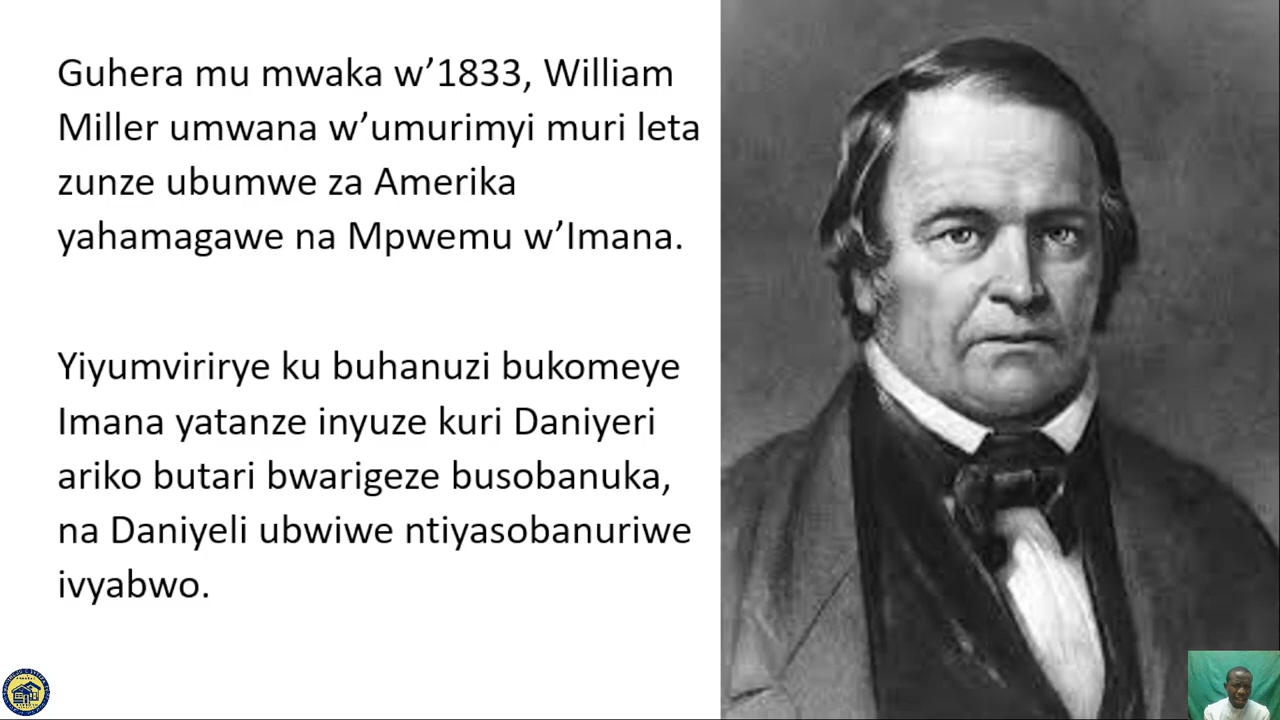 Guhera mu mwaka w’1833, William
Miller umwana w’umurimyi muri leta
zunze ubumwe za Amerika
yahamagawe na Mpwemu w’Imana.
Yiyumvirirye ku buhanuzi bukomeye
Imana yatanze inyuze kuri Daniyeri
ariko butari bwarigeze busobanuka,
na Daniyeli ubwiwe ntiyasobanuriwe
ivyabwo.